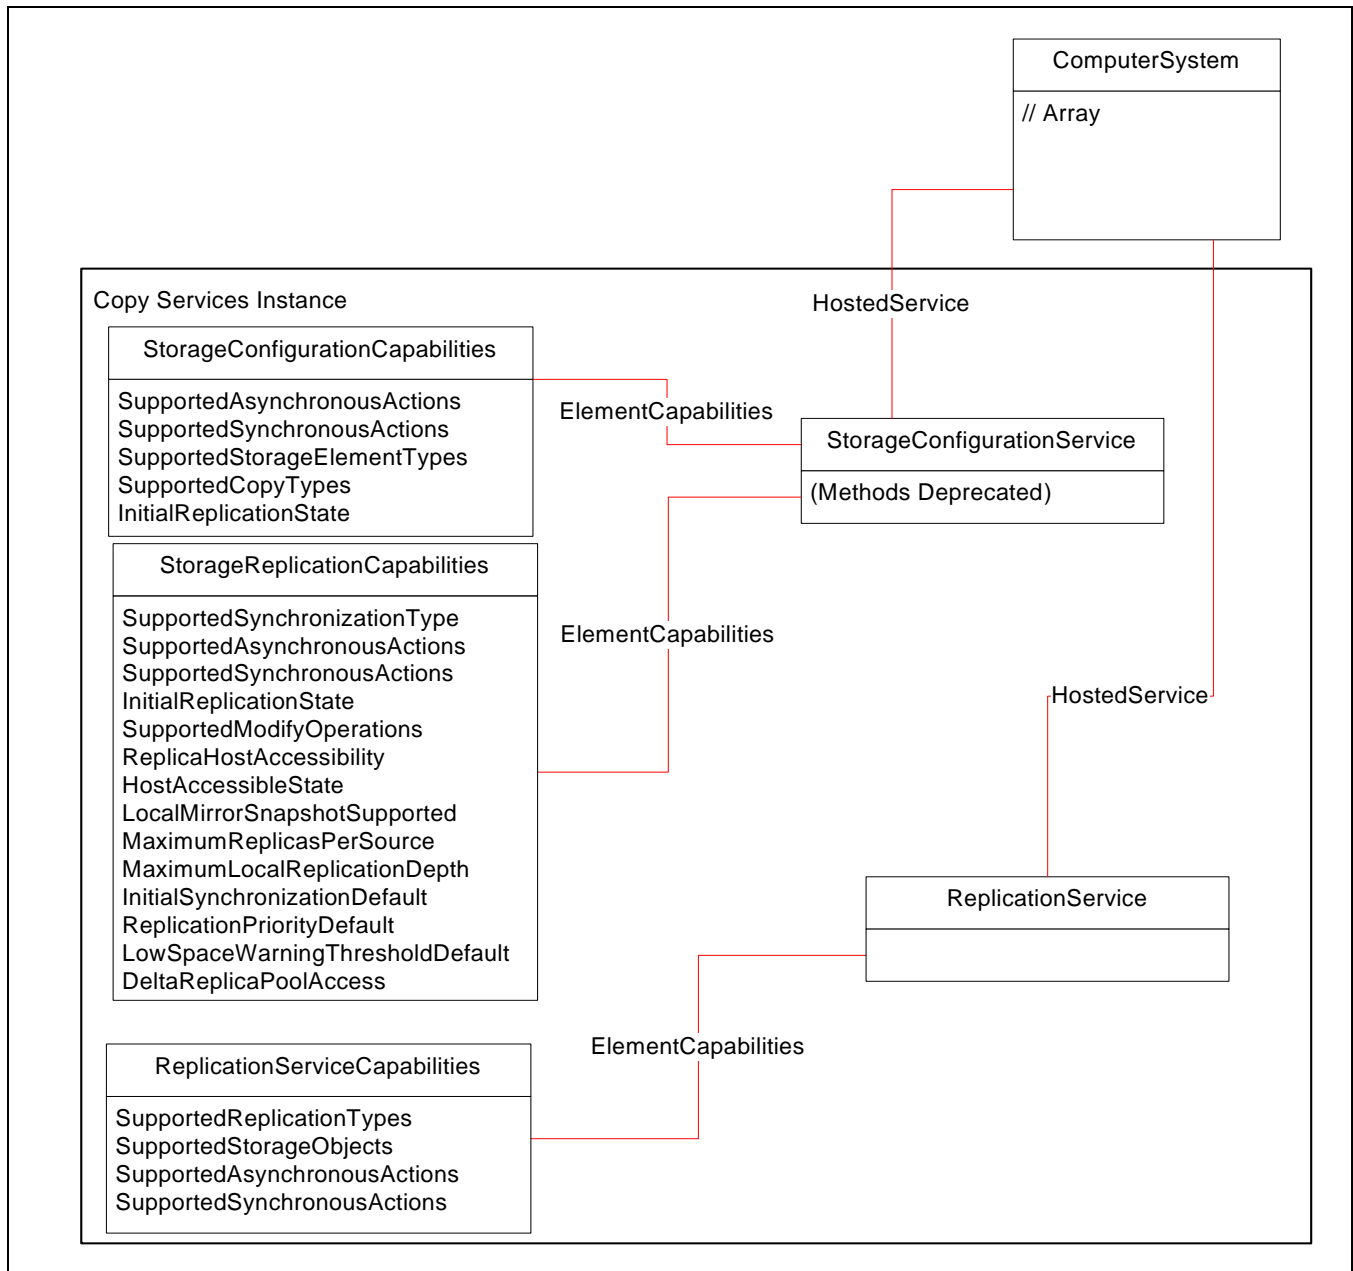 ComputerSystem
// Array
Copy Services Instance
HostedService
StorageConfigurationCapabilities
SupportedAsynchronousActions
SupportedSynchronousActions
SupportedStorageElementTypes
SupportedCopyTypes
InitialReplicationState
ElementCapabilities
StorageConfigurationService
(Methods Deprecated)
StorageReplicationCapabilities
SupportedSynchronizationType
SupportedAsynchronousActions
SupportedSynchronousActions
InitialReplicationState
SupportedModifyOperations
ReplicaHostAccessibility
HostAccessibleState
LocalMirrorSnapshotSupported
MaximumReplicasPerSource
MaximumLocalReplicationDepth
InitialSynchronizationDefault
ReplicationPriorityDefault
LowSpaceWarningThresholdDefault
DeltaReplicaPoolAccess
ElementCapabilities
HostedService
ReplicationService
ElementCapabilities
ReplicationServiceCapabilities
SupportedReplicationTypes
SupportedStorageObjects
SupportedAsynchronousActions
SupportedSynchronousActions